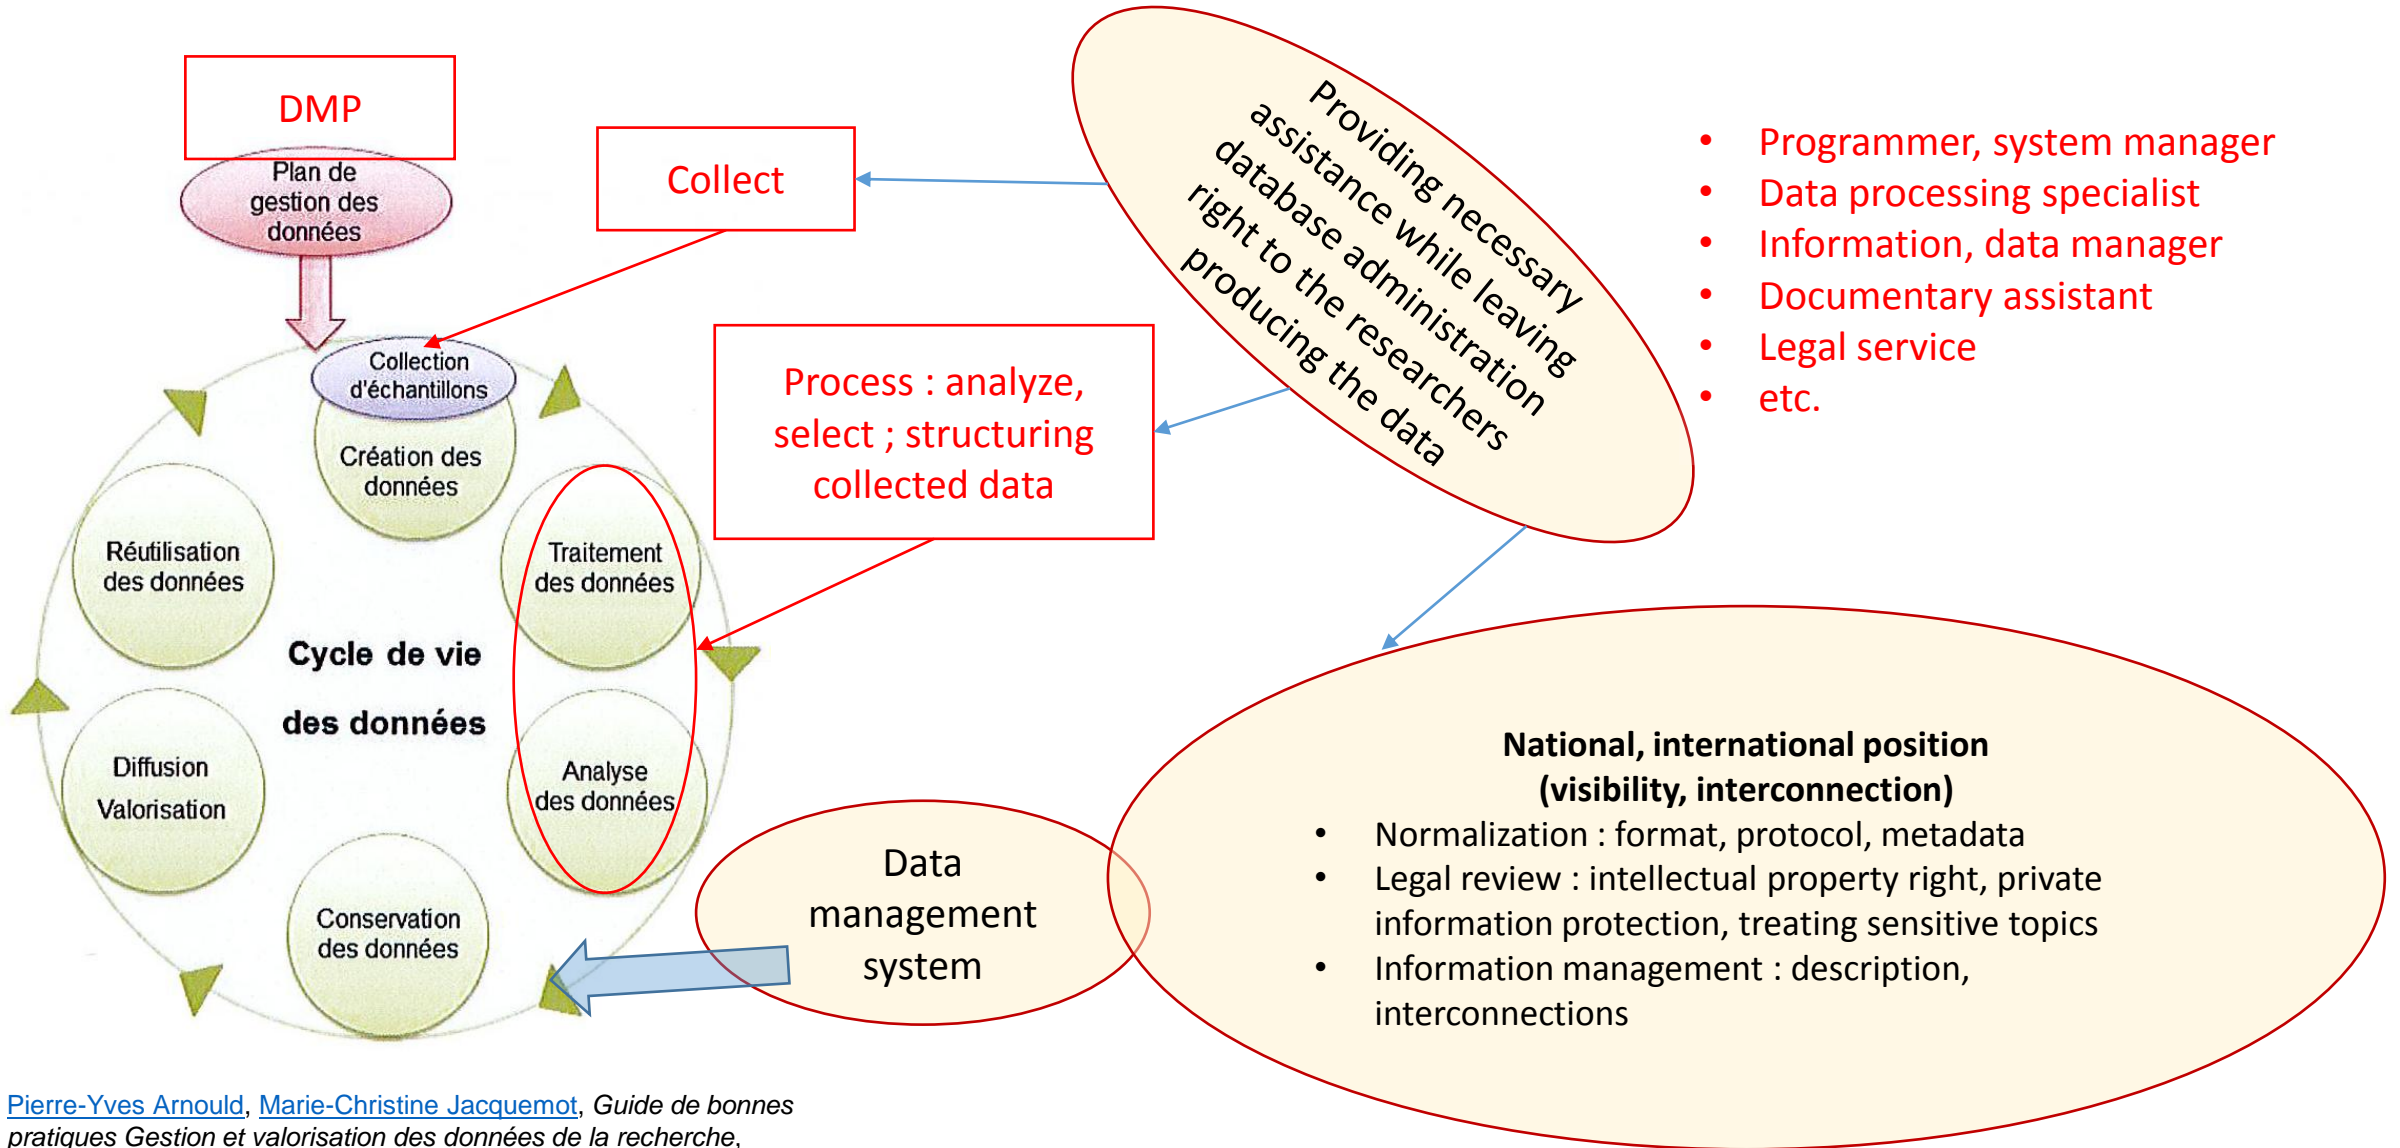 DMP
Plan de
gestion des
données
Collect
Collection
d'échantillons
Création des
données
Process : analyze,
select ; structuring
collected data
Traitement
des données
Réutilisation
des données
Cycle de vie
des données
Analyse
des données
Diffusion
Valorisation
Conservation
des données
Data
management
system
Providing necessary
assistance while leaving
database administration
right to the researchers
producing the data
• Programmer, system manager
• Data processing specialist
• Information, data manager
• Documentary assistant
• Legal service
• etc.
National, international position
(visibility, interconnection)
• Normalization : format, protocol, metadata
• Legal review : intellectual property right, private
information protection, treating sensitive topics
• Information management : description,
interconnections
Pierre-Yves Arnould, Marie-Christine Jacquemot, Guide de bonnes
pratiques Gestion et valorisation des données de la recherche,